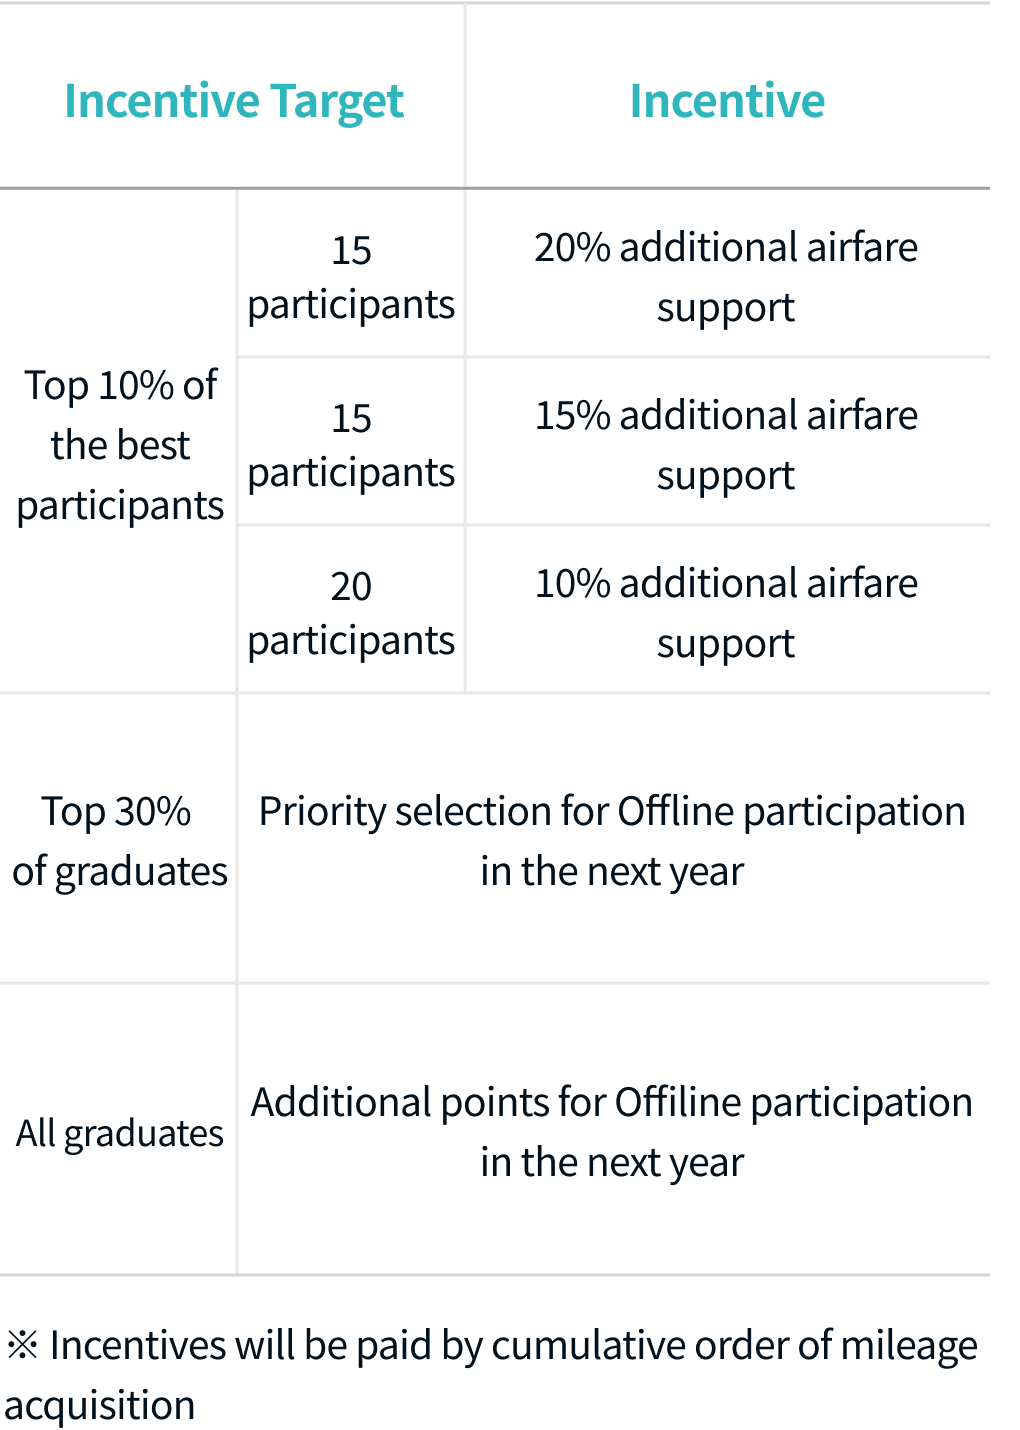 Incentive Target
Incentive
Top 10% of
the best
participants
15
participants
20% additional airfare
support
15
participants
15% additional airfare
support
20
participants
10% additional airfare
support
Top 30%
of graduates
Priority selection for Offline participation
in the next year
All graduates
Additional points for Offiline participation
in the next year
※ Incentives will be paid by cumulative order of mileage
acquisition